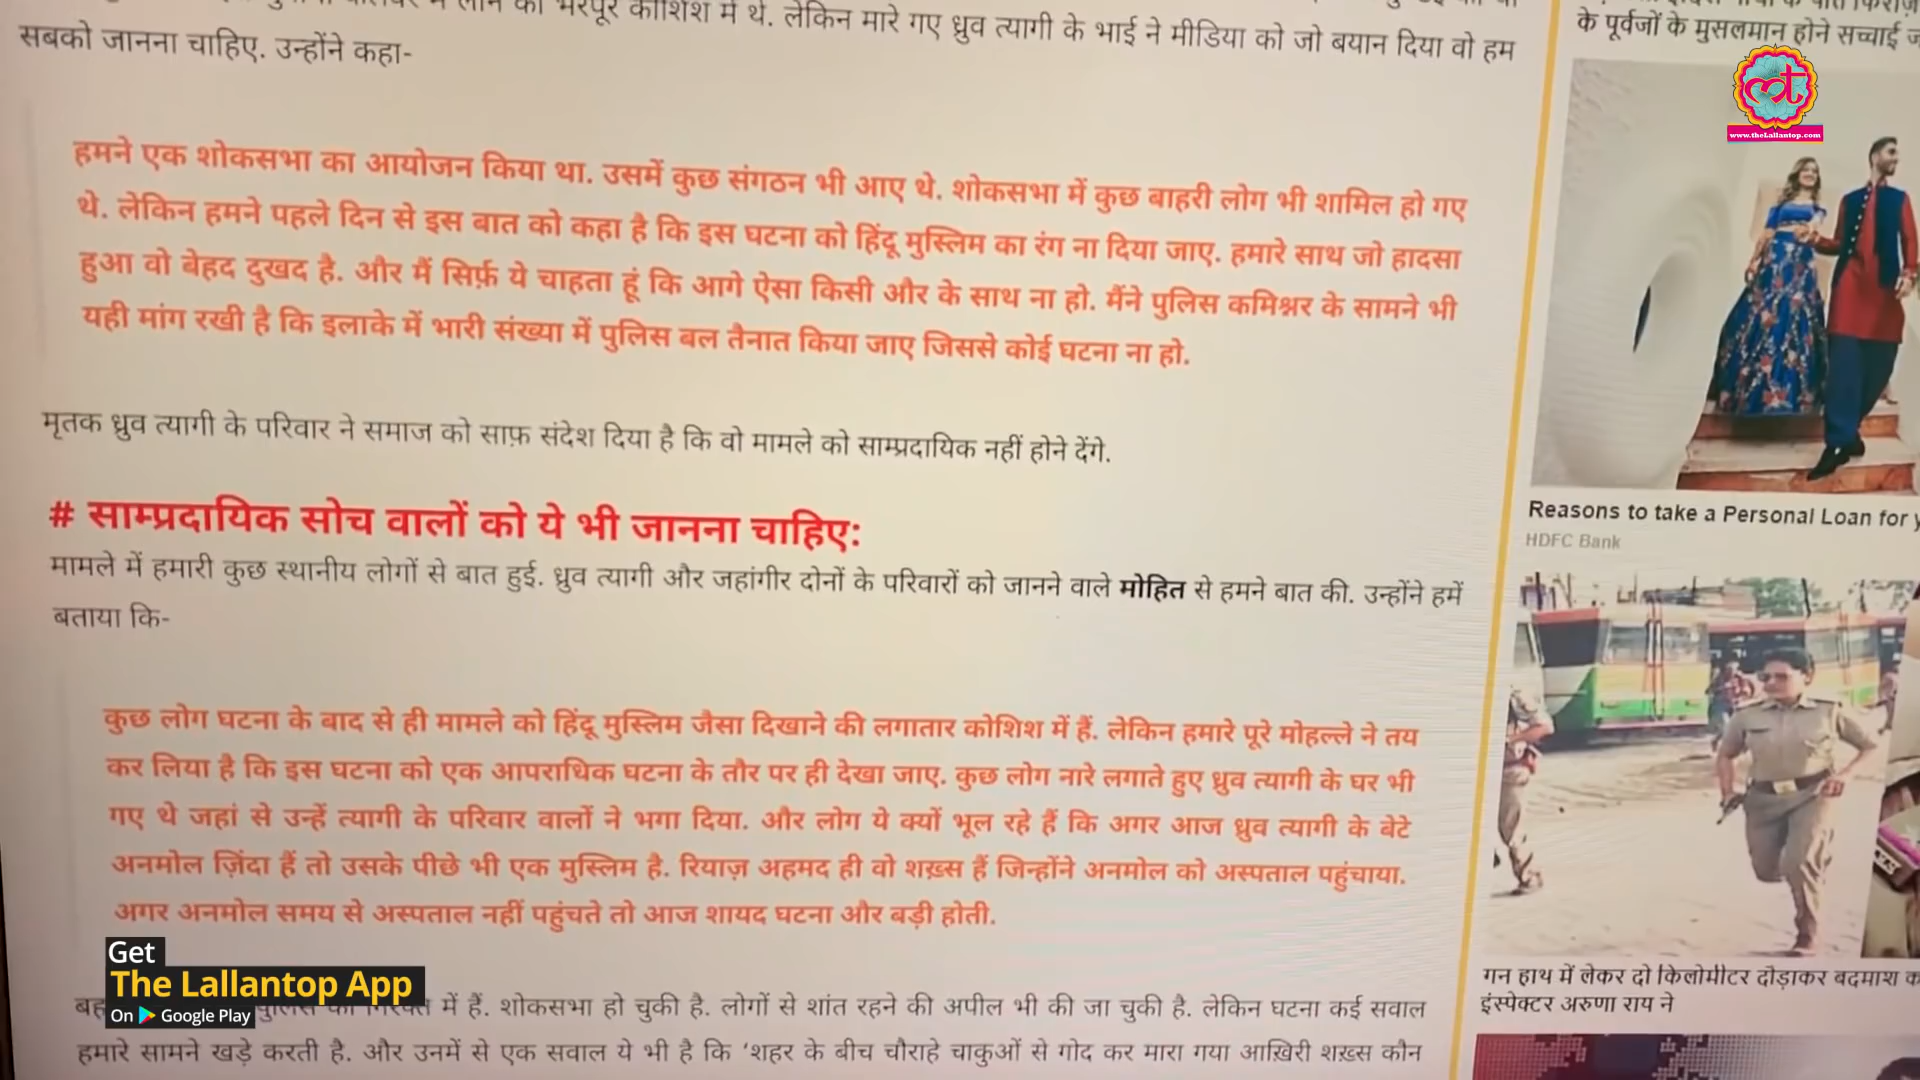 लेकिन मारे गए ध्रुव त्यागी के भाई ने मीडिया को जो बयान दिया वो हम
सबको जानना चाहिए. उन्होंने कहा-
हमने एक शोकसभा का आयोजन किया था. उसमें कुछ संगठन भी आए थे. शोकसभा में कुछ बाहरी लोग भी शामिल हो गए
थे. लेकिन हमने पहले दिन से इस बात को कहा है कि इस घटना को हिंदू मुस्लिम का रंग ना दिया जाए. हमारे साथ जो हादसा
हुआ वो बेहद दुखद है. और मैं सिर्फ़ ये चाहता हूं कि आगे ऐसा किसी और के साथ ना हो. मैंने पुलिस कमिश्नर के सामने भी
यही मांग रखी है कि इलाके में भारी संख्या में पुलिस बल तैनात किया जाए जिससे कोई घटना ना हो.
मृतक ध्रुव त्यागी के परिवार ने समाज को साफ़ संदेश दिया है कि वो मामले को साम्प्रदायिक नहीं होने देंगे.
# साम्प्रदायिक सोच वालों को ये भी जानना चाहिए:
मामले में हमारी कुछ स्थानीय लोगों से बात हुई. ध्रुव त्यागी और जहांगीर दोनों के परिवारों को जानने वाले मोहित से हमने बात की. उन्होंने हमें
बताया कि-
कुछ लोग घटना के बाद से ही मामले को हिंदू मुस्लिम जैसा दिखाने की लगातार कोशिश में हैं. लेकिन हमारे पूरे मोहल्ले ने तय
कर लिया है कि इस घटना को एक आपराधिक घटना के तौर पर ही देखा जाए. कुछ लोग नारे लगाते हुए ध्रुव त्यागी के घर भी
गए थे जहां से उन्हें त्यागी के परिवार वालों ने भगा दिया. और लोग ये क्यों भूल रहे हैं कि अगर आज ध्रुव त्यागी के बेटे
अनमोल ज़िंदा हैं तो उसके पीछे भी एक मुस्लिम है. रियाज़ अहमद ही वो शख़्स हैं जिन्होंने अनमोल को अस्पताल पहुंचाया.
अगर अनमोल समय से अस्पताल नहीं पहुंचते तो आज शायद घटना और बड़ी होती.
में हैं. शोकसभा हो चुकी है. लोगों से शांत रहने की अपील भी की जा चुकी है. लेकिन घटना कई सवाल
हमारे सामने खड़े करती है. और उनमें से एक सवाल ये भी है कि ‘शहर के बीच चौराहे चाकुओं से गोद कर मारा गया आख़िरी शख़्स कौन
के पूर्वजों के मुसलमान होने सच्चाई
www.theLallantop.com
Reasons to take a Personal Loan for
HDFC Bank
गन हाथ में लेकर दो किलोमीटर दौड़ाकर बदमाश
इंस्पेक्टर अरुणा राय ने
Get
The Lallantop App
On Google Play